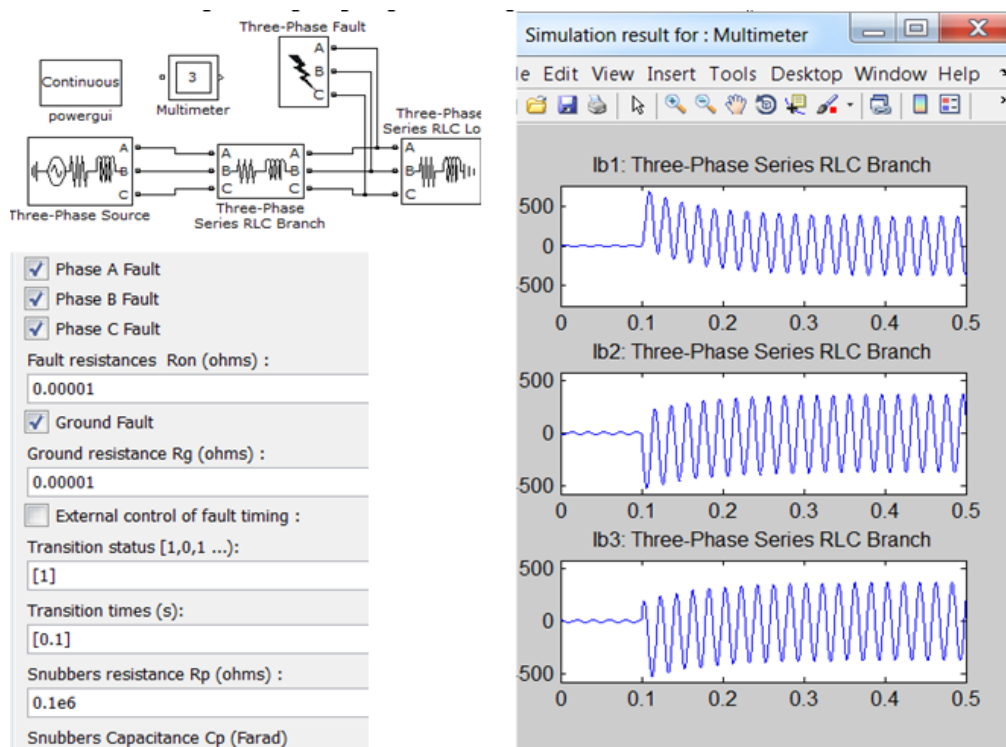 Three-Phase Fault
A
B
C
Continuous
powergui
3
Multimeter
Three-Phase
Series RLC Lo
A
B
C
A
B
C
A
B
C
A
B
C
Three-Phase Source
Three-Phase
Series RLC Branch
Phase A Fault
Phase B Fault
Phase C Fault
Fault resistances Ron (ohms) :
0.00001
Ground Fault
Ground resistance Rg (ohms) :
0.00001
External control of fault timing :
Transition status [1,0,1 ...):
[1]
Transition times (s):
[0.1]
Snubbers resistance Rp (ohms) :
0.1e6
Snubbers Capacitance Cp (Farad)
Simulation result for : Multimeter
le Edit View Insert Tools Desktop Window Help
Ib1: Three-Phase Series RLC Branch
500
0
-500
0 0.1 0.2 0.3 0.4 0.5
Ib2: Three-Phase Series RLC Branch
500
0
-500
0 0.1 0.2 0.3 0.4 0.5
Ib3: Three-Phase Series RLC Branch
500
0
-500
0 0.1 0.2 0.3 0.4 0.5